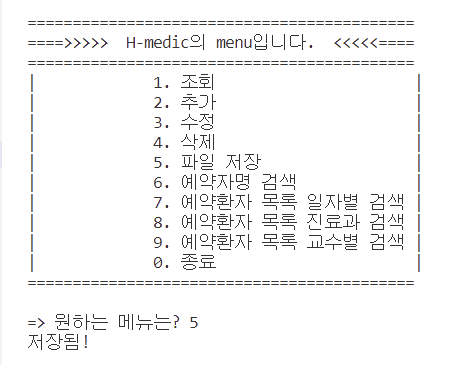 ===========================================
====>>>>>  H-medic의 menu입니다.  <<<<<====
===========================================
|             1. 조회                      |
|             2. 추가                      |
|             3. 수정                      |
|             4. 삭제                      |
|             5. 파일 저장                 |
|             6. 예약자명 검색             |
|             7. 예약환자 목록 일자별 검색 |
|             8. 예약환자 목록 진료과 검색 |
|             9. 예약환자 목록 교수별 검색 |
|             0. 종료                      |
===========================================
=> 원하는 메뉴는? 5
저장됨!